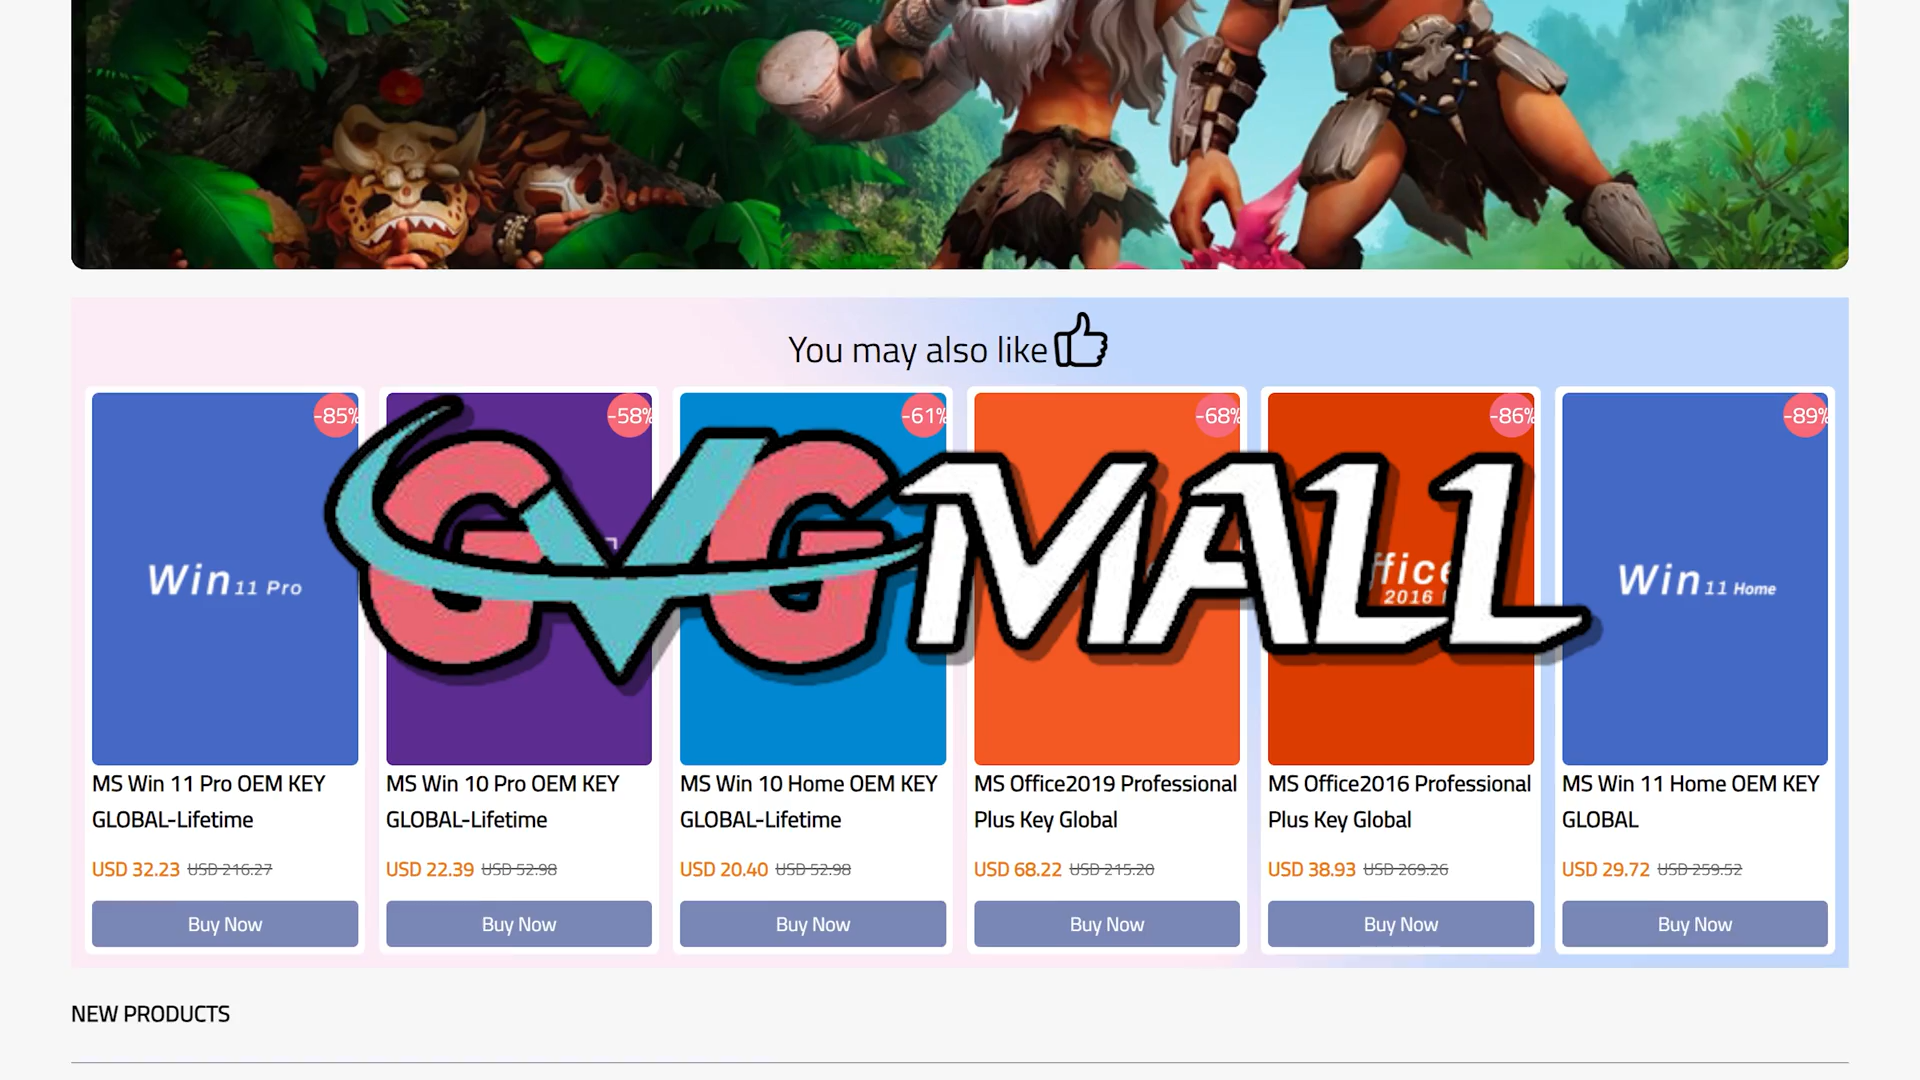 You may also like
-85%
-58%
-61%
-68%
-86%
-89%
GVGMALL
Win 11 Pro
ffice
2016
Win 11 Home
MS Win 11 Pro OEM KEY
GLOBAL-Lifetime
USD 32.23 USD 216.27
Buy Now
MS Win 10 Pro OEM KEY
GLOBAL-Lifetime
USD 22.39 USD 52.98
Buy Now
MS Win 10 Home OEM KEY
GLOBAL-Lifetime
USD 20.40 USD 52.98
Buy Now
MS Office2019 Professional
Plus Key Global
USD 68.22 USD 215.20
Buy Now
MS Office2016 Professional
Plus Key Global
USD 38.93 USD 269.26
Buy Now
MS Win 11 Home OEM KEY
GLOBAL
USD 29.72 USD 259.52
Buy Now
NEW PRODUCTS